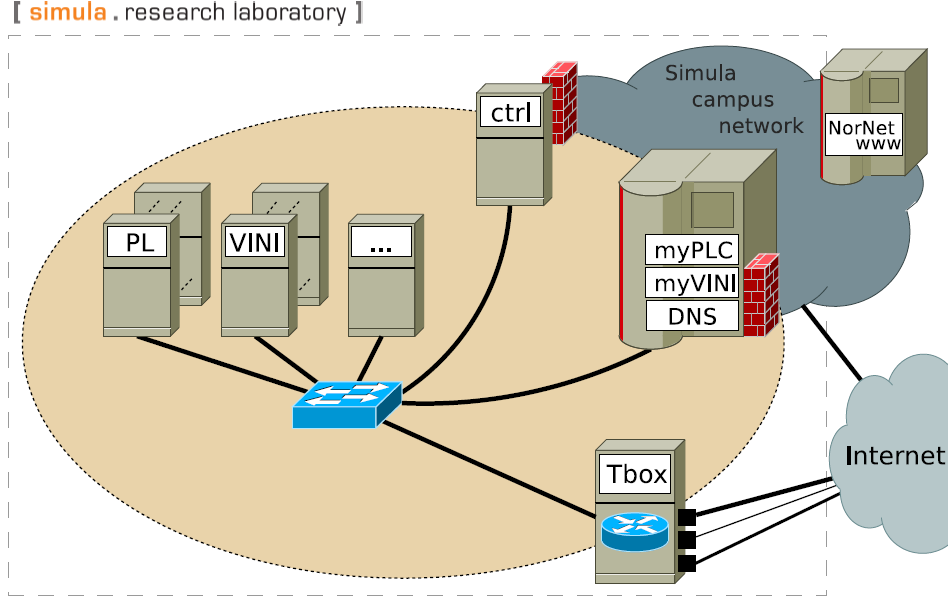 [ simula . research laboratory ]
Simula
campus
network
NorNet
www
ctrl
PL
VINI
...
myPLC
myVINI
DNS
Tbox
Internet